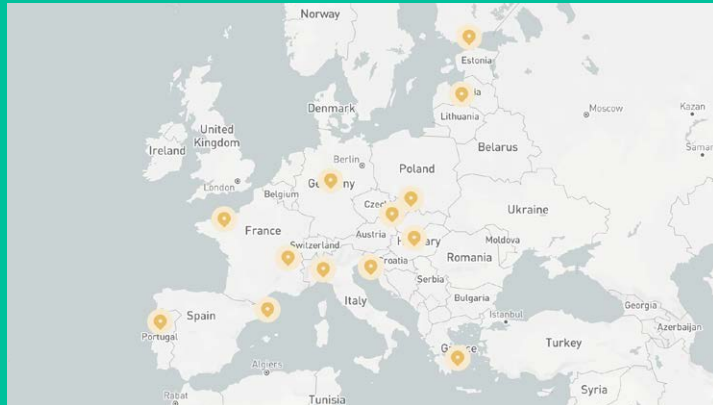 Norway
Estonia
Moscow
Kazan
Denmark
Lithuania
United
Kingdom
Ireland
Samar
Berlin
Poland
Belarus
London
Belgium
Ukraine
France
Austria
Switzerland
Moldova
Romania
Croatia
Serbia
Italy
Bulgaria
Spain
Istanbul
Georgia
Azerbaijan
Portugal
Turkey
Algiers
Syria
Rabat
Tunisia